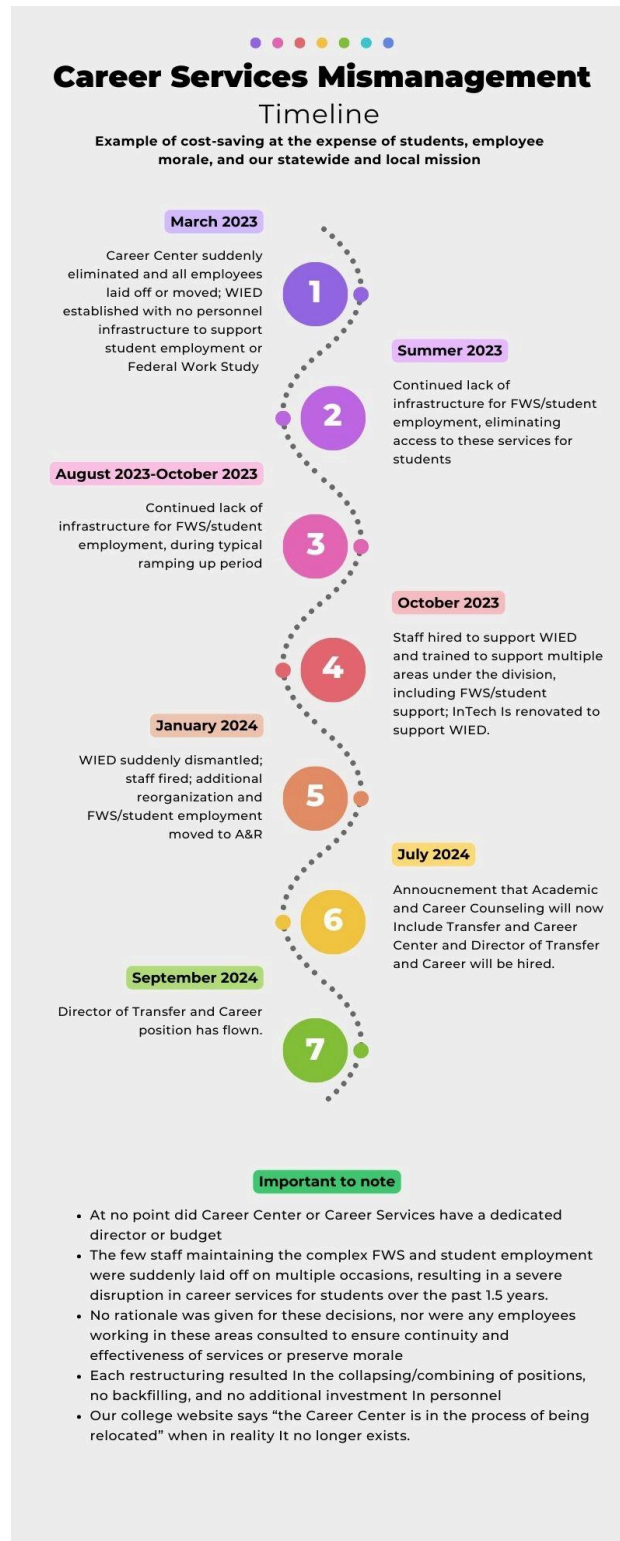 Career Services Mismanagement
Timeline
Example of cost-saving at the expense of students, employee
morale, and our statewide and local mission
March 2023
Career Center suddenly
eliminated and all employees
laid off or moved; WIED
established with no personnel
infrastructure to support
student employment or
Federal Work Study
1
Summer 2023
Continued lack of
infrastructure for FWS/student
employment, eliminating
access to these services for
students
2
August 2023-October 2023
Continued lack of
infrastructure for FWS/student
employment, during typical
ramping up period
3
October 2023
Staff hired to support WIED
and trained to support multiple
areas under the division,
including FWS/student
support; InTech Is renovated to
support WIED.
4
January 2024
WIED suddenly dismantled;
staff fired; additional
reorganization and
FWS/student employment
moved to A&R
5
July 2024
Annoucnement that Academic
and Career Counseling will now
Include Transfer and Career
Center and Director of Transfer
and Career will be hired.
6
September 2024
Director of Transfer and Career
position has flown.
7
Important to note
• At no point did Career Center or Career Services have a dedicated
director or budget
• The few staff maintaining the complex FWS and student employment
were suddenly laid off on multiple occasions, resulting in a severe
disruption in career services for students over the past 1.5 years.
• No rationale was given for these decisions, nor were any employees
working in these areas consulted to ensure continuity and
effectiveness of services or preserve morale
• Each restructuring resulted In the collapsing/combining of positions,
no backfilling, and no additional investment In personnel
• Our college website says “the Career Center is in the process of being
relocated” when in reality It no longer exists.